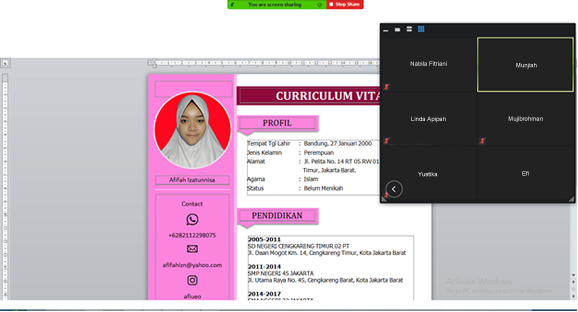 You are screen sharing
Stop Share
Nabila Fitriani
Munjiah
Linda Apipah
Mujibrohman
Yustika
Efi
CURRICULUM VITA
Afifah Izatunnisa
Contact
+6282112298075
afifahizn@yahoo.com
afiueo
PROFIL
Tempat Tgl Lahir : Bandung, 27 Januari 2000
Jenis Kelamin : Perempuan
Alamat : Jl. Pelita No. 14 RT 05 RW 01
Timur, Jakarta Barat.
Agama : Islam
Status : Belum Menikah
PENDIDIKAN
2005-2011
SD NEGERI CENGKARENG TIMUR 02 PT
Jl. Daan Mogot Km. 14, Cengkareng Timur, Kota Jakarta Barat
2011-2014
SMP NEGERI 45 JAKARTA
Jl. Utama Raya No. 45, Cengkareng Barat, Kota Jakarta Barat
2014-2017
Activate Windows
Go to PC settings to activate Windows.